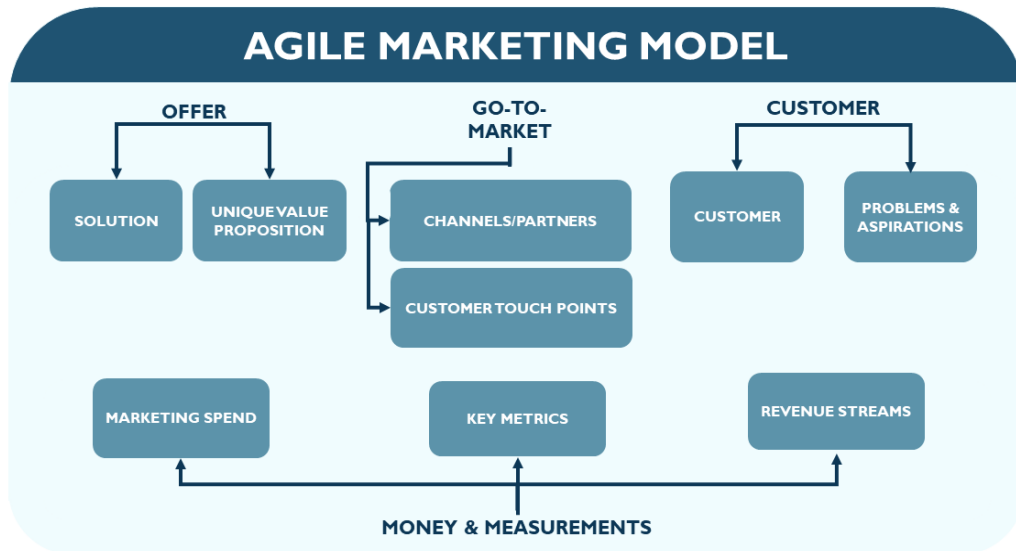 AGILE MARKETING MODEL
OFFER
SOLUTION
UNIQUE VALUE
PROPOSITION
GO-TO-
MARKET
CHANNELS/PARTNERS
CUSTOMER TOUCH POINTS
CUSTOMER
CUSTOMER
PROBLEMS &
ASPIRATIONS
MARKETING SPEND
KEY METRICS
REVENUE STREAMS
MONEY & MEASUREMENTS